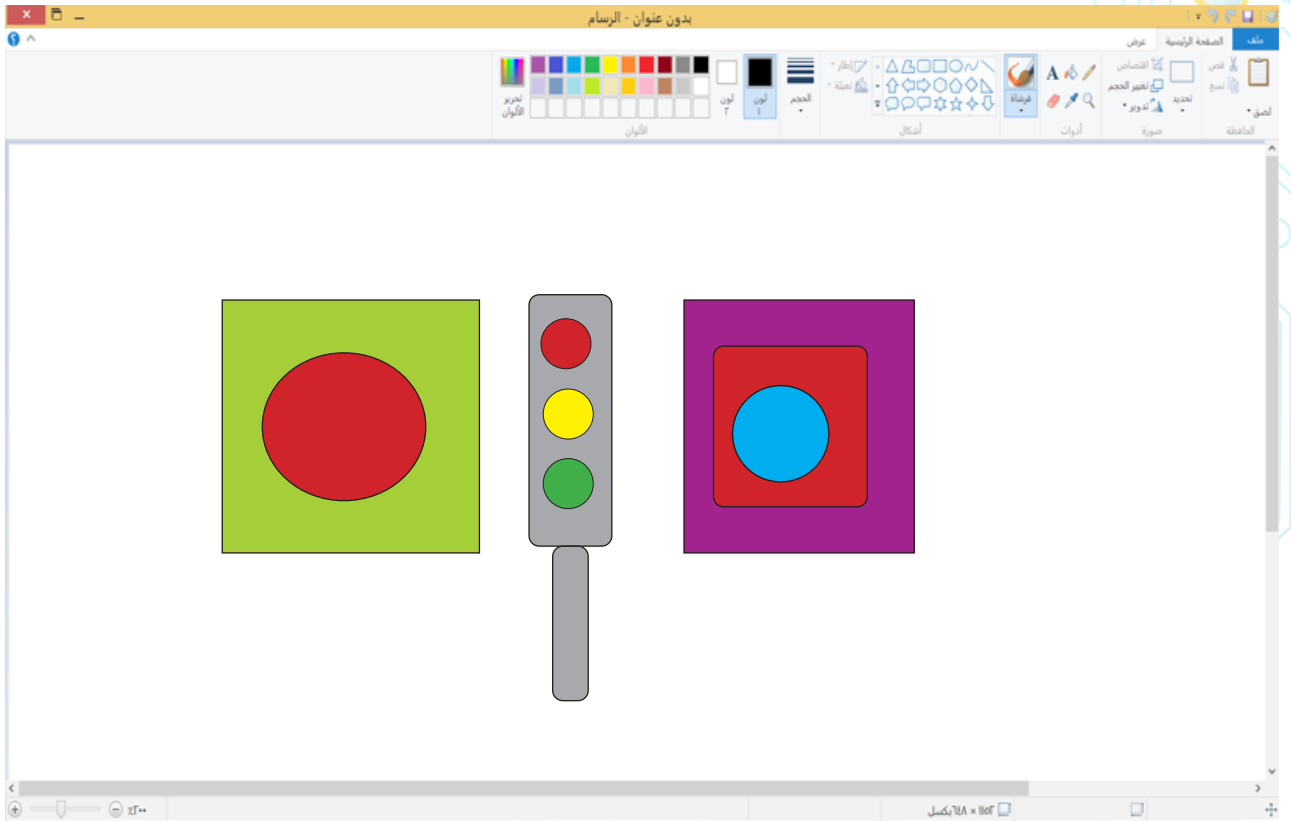 بدون عنوان - الرسام
ملف الصفحة الرئيسية عرض
لصق
قص
نسخ
الحافظة
تحديد
اقتصاص
تغيير الحجم
تدوير
صورة
A
أدوات
فرشاة
إطار
تعبئة
أشكال
الحجم
لون ١
لون ٢
تحرير الألوان
الألوان
٢٠٠٪